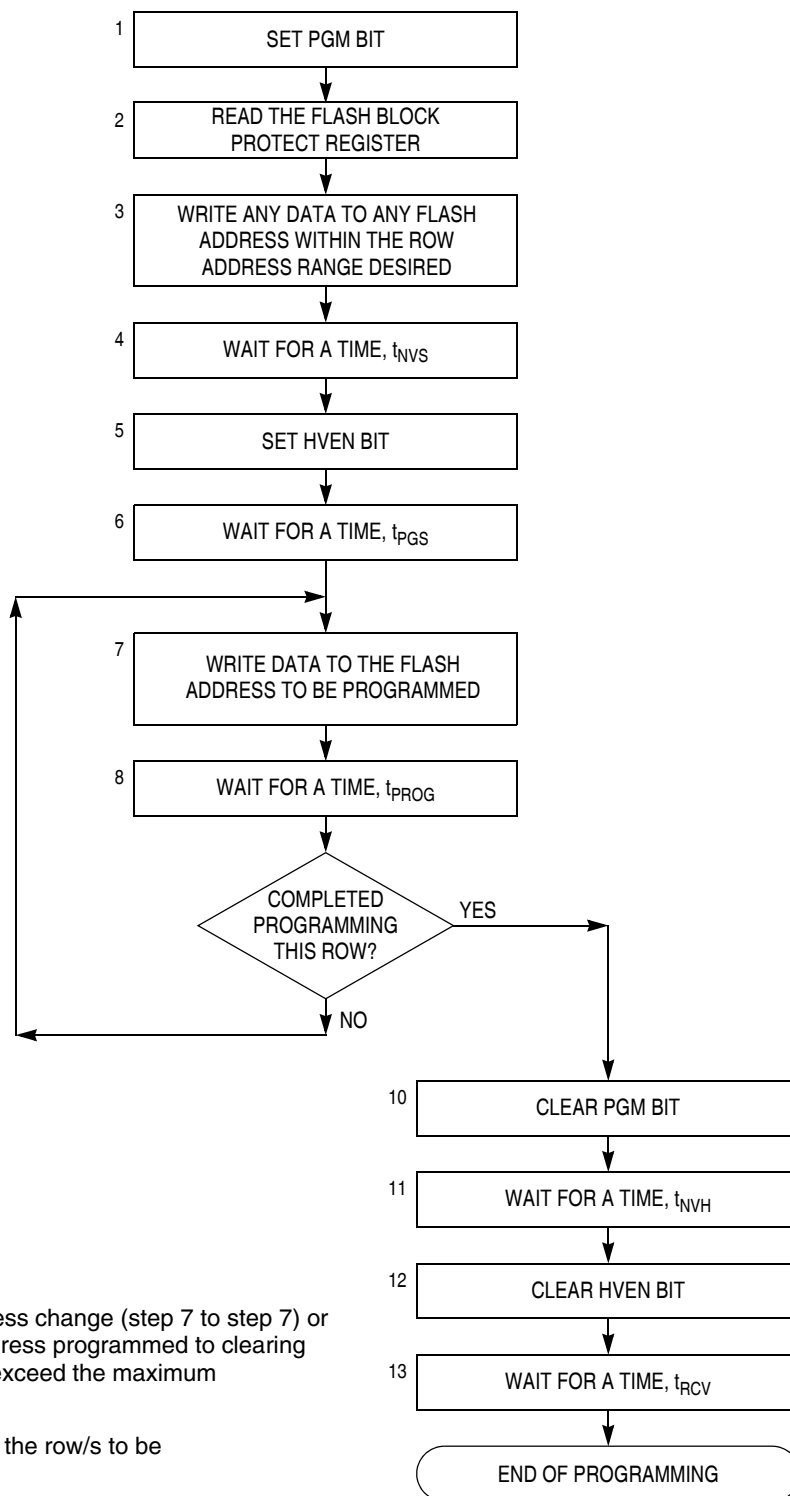 1
SET PGM BIT
2
READ THE FLASH BLOCK
PROTECT REGISTER
3
WRITE ANY DATA TO ANY FLASH
ADDRESS WITHIN THE ROW
ADDRESS RANGE DESIRED
4
WAIT FOR A TIME, tNVS
5
SET HVEN BIT
6
WAIT FOR A TIME, tPGS
7
WRITE DATA TO THE FLASH
ADDRESS TO BE PROGRAMMED
8
WAIT FOR A TIME, tPROG
COMPLETED
PROGRAMMING
THIS ROW?
YES
NO
10
CLEAR PGM BIT
11
WAIT FOR A TIME, tNVH
12
CLEAR HVEN BIT
13
WAIT FOR A TIME, tRCV
END OF PROGRAMMING
ess change (step 7 to step 7) or
ress programmed to clearing
exceed the maximum
the row/s to be